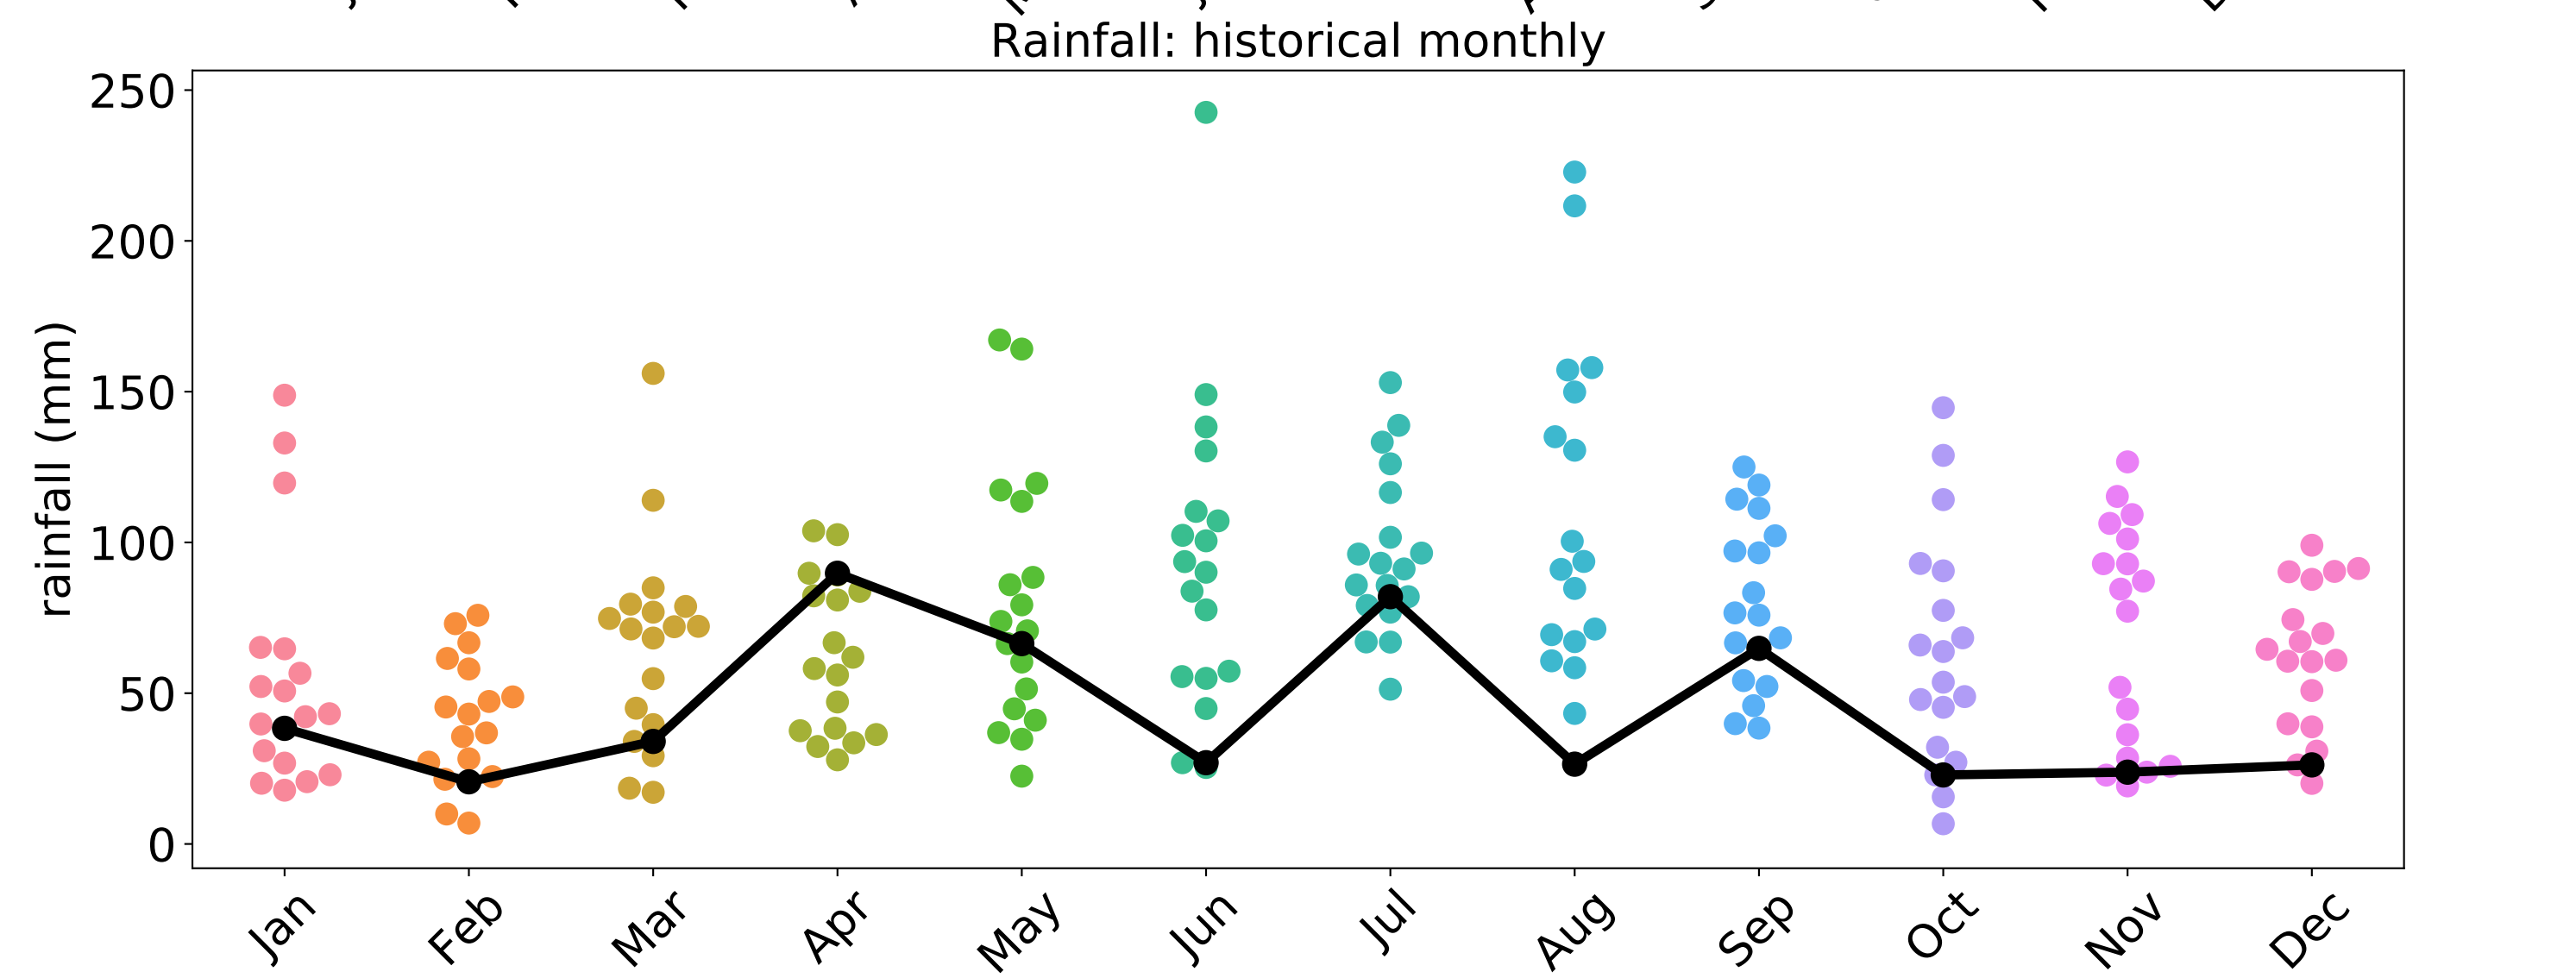 Rainfall: historical monthly
rainfall (mm)
250
200
150
100
50
0
Jan
Feb
Mar
Apr
May
Jun
Jul
Aug
Sep
Oct
Nov
Dec